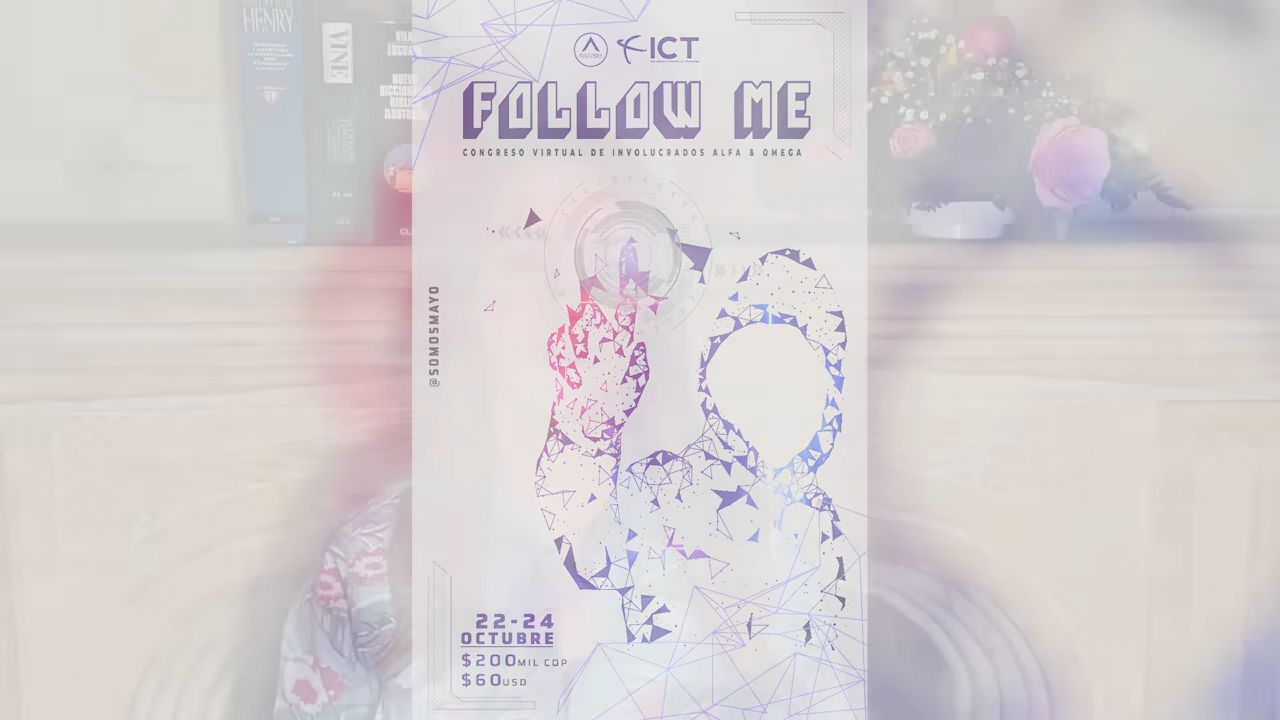 HENRY
VINE
ICT
FOLLOW ME
CONGRESO VIRTUAL DE INVOLUCRADOS ALFA & OMEGA
@SOMOSMAYO
22-24
OCTUBRE
$200MIL COP
$60USD